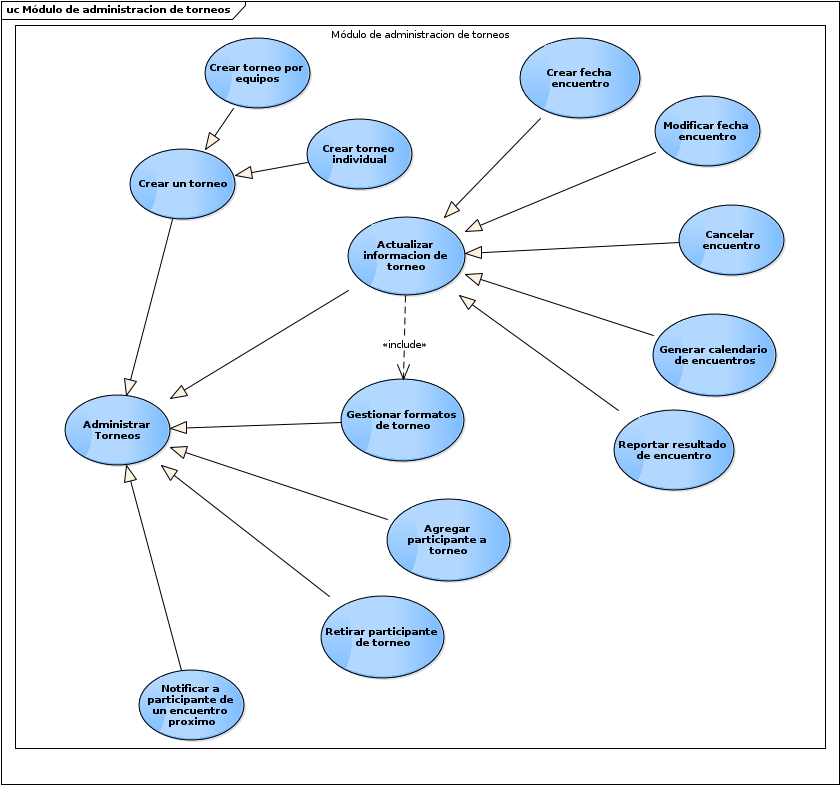 uc Módulo de administracion de torneos
Módulo de administracion de torneos
Crear torneo por
equipos
Crear fecha
encuentro
Modificar fecha
encuentro
Crear torneo
individual
Crear un torneo
Actualizar
informacion de
torneo
Cancelar
encuentro
«include»
Generar calendario
de encuentros
Gestionar formatos
de torneo
Administrar
Torneos
Reportar resultado
de encuentro
Agregar
participante a
torneo
Retirar participante
de torneo
Notificar a
participante de
un encuentro
proximo